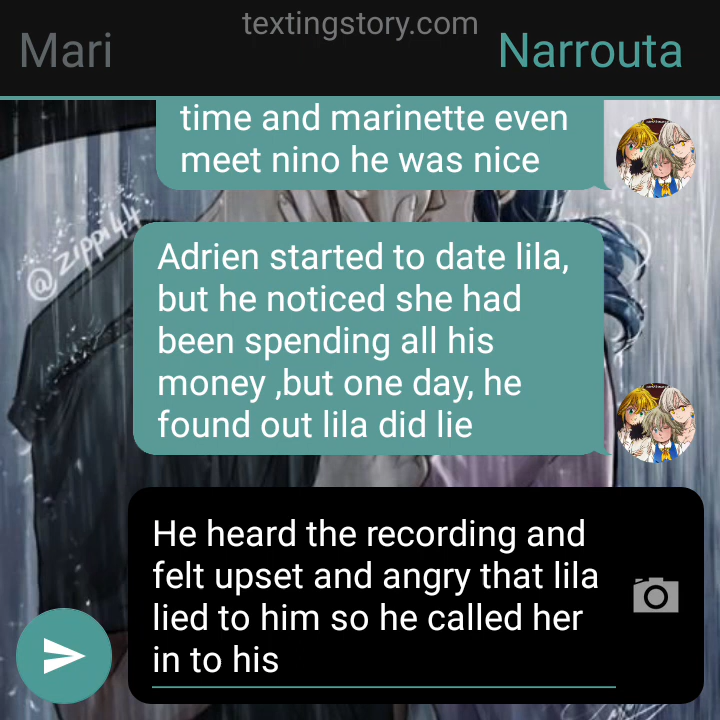 textingstory.com
Mari
Narrouta
time and marinette even
meet nino he was nice
@zippi44
Adrien started to date lila,
but he noticed she had
been spending all his
money ,but one day, he
found out lila did lie
He heard the recording and
felt upset and angry that lila
lied to him so he called her
in to his